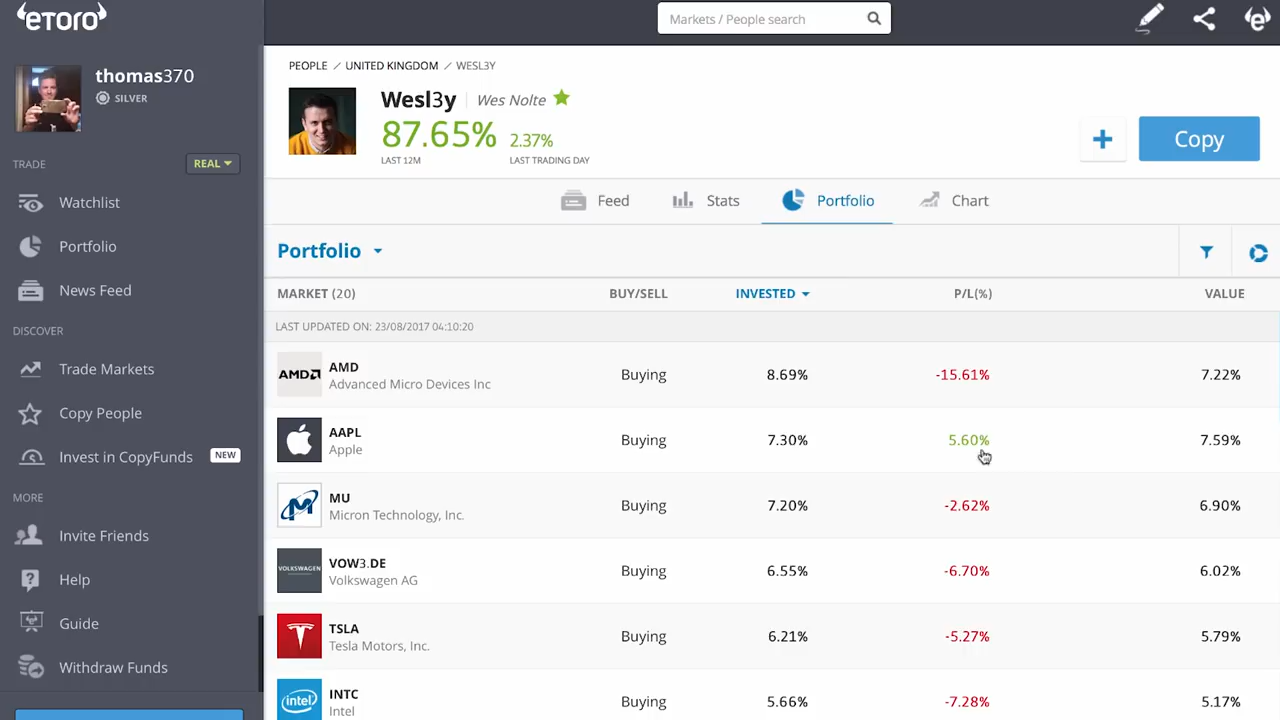 eToro
Markets / People search
thomas370
SILVER
TRADE
REAL
Watchlist
Portfolio
News Feed
DISCOVER
Trade Markets
Copy People
Invest in CopyFunds NEW
MORE
Invite Friends
Help
Guide
Withdraw Funds
PEOPLE / UNITED KINGDOM / WESL3Y
Wesl3y Wes Nolte
87.65% 2.37%
LAST 12M LAST TRADING DAY
Copy
Feed Stats Portfolio Chart
Portfolio
MARKET (20) BUY/SELL INVESTED P/L(%) VALUE
LAST UPDATED ON: 23/08/2017 04:10:20
AMD
AMD
Advanced Micro Devices Inc
Buying 8.69% -15.61% 7.22%
AAPL
Apple
Buying 7.30% 5.60% 7.59%
MU
Micron Technology, Inc.
Buying 7.20% -2.62% 6.90%
VOLKSWAGEN
VOW3.DE
Volkswagen AG
Buying 6.55% -6.70% 6.02%
TSLA
Tesla Motors, Inc.
Buying 6.21% -5.27% 5.79%
intel
INTC
Intel
Buying 5.66% -7.28% 5.17%